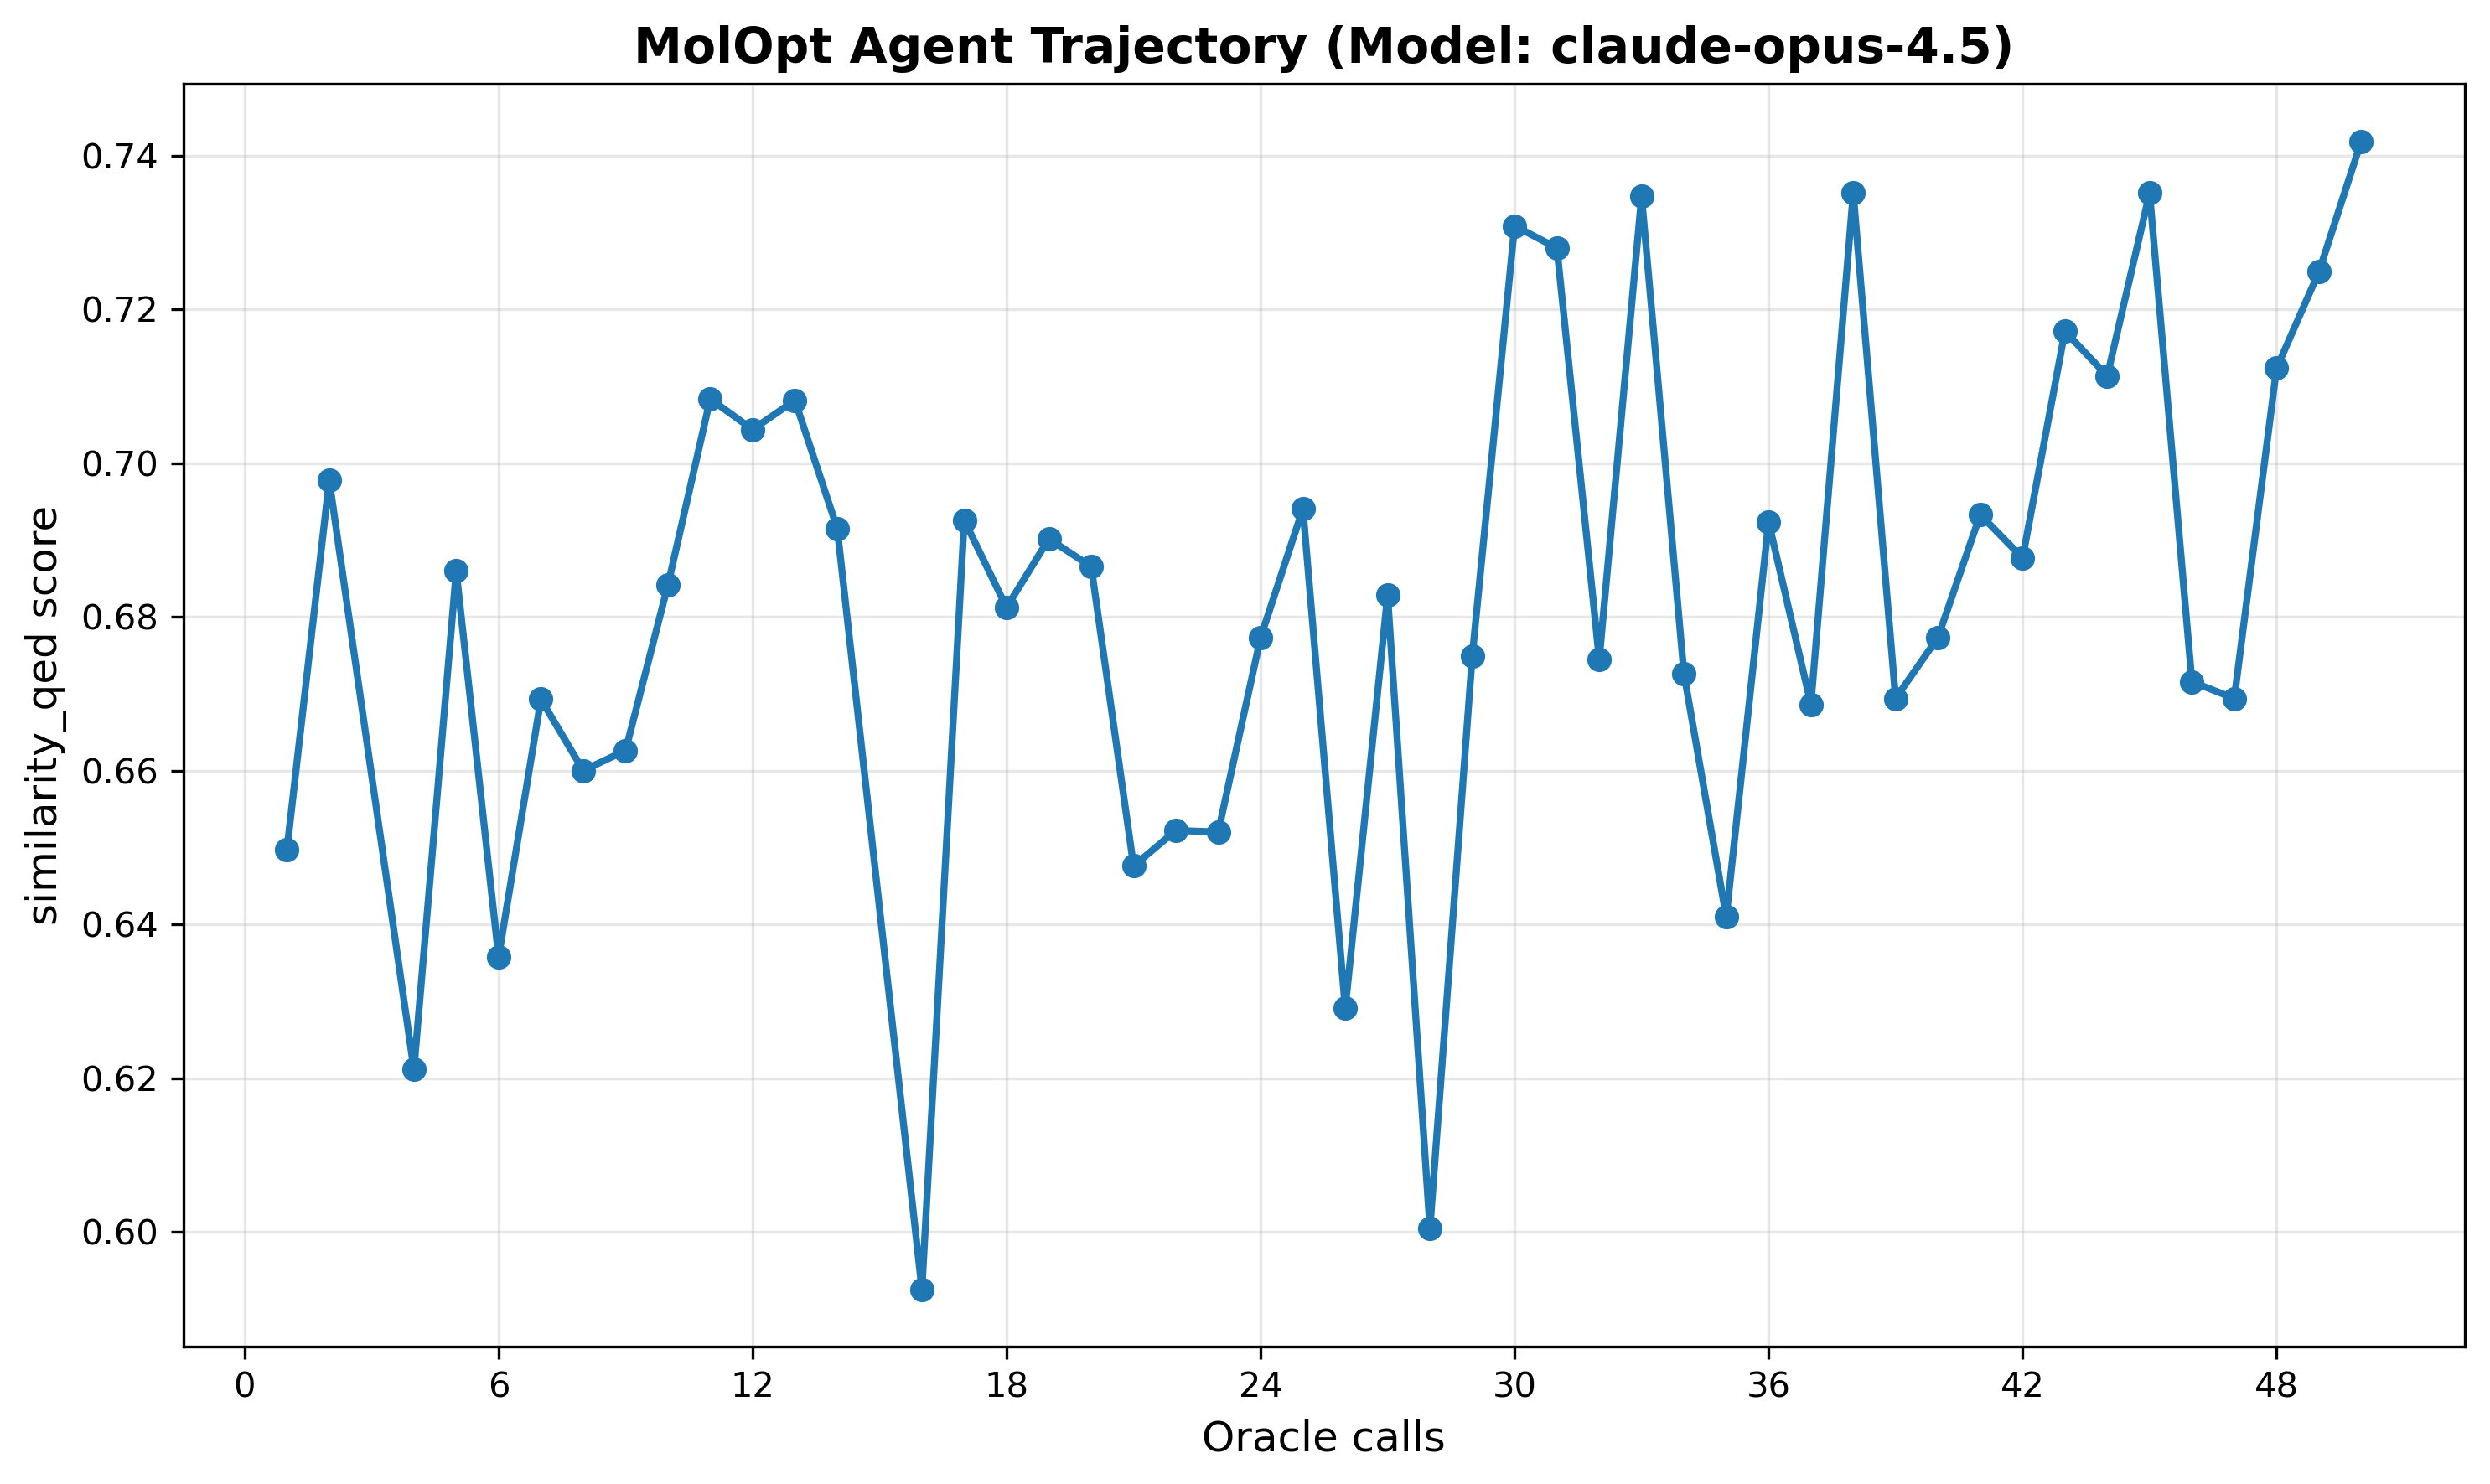 MolOpt Agent Trajectory (Model: claude-opus-4.5)
similarity_qed score
0.74
0.72
0.70
0.68
0.66
0.64
0.62
0.60
0 6 12 18 24 30 36 42 48
Oracle calls